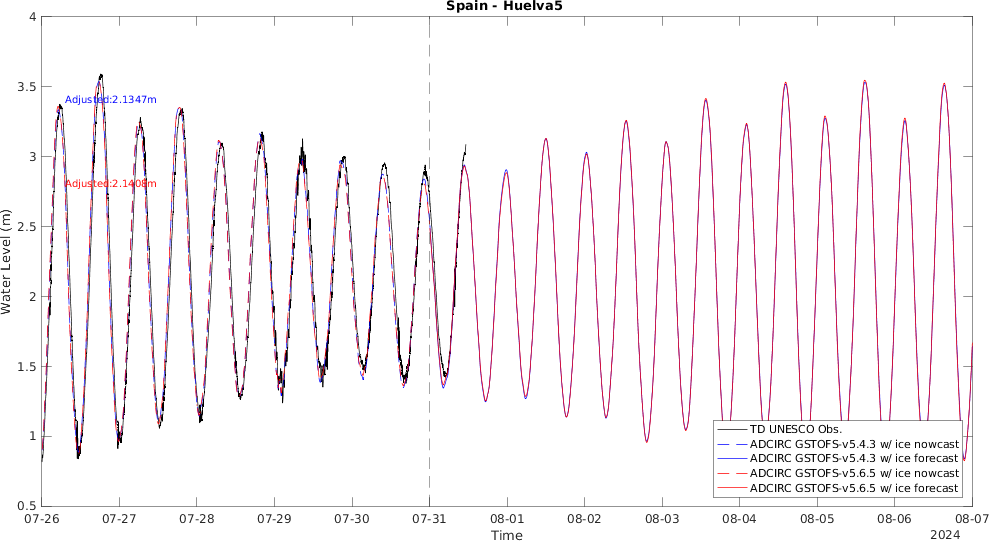 Spain - Huelva5
4
3.5
3
2.5
2
1.5
1
0.5
Water Level (m)
Adjusted:2.1347m
Adjusted:2.1408m
TD UNESCO Obs.
ADCIRC GSTOFS-v5.4.3 w/ ice nowcast
ADCIRC GSTOFS-v5.4.3 w/ ice forecast
ADCIRC GSTOFS-v5.6.5 w/ ice nowcast
ADCIRC GSTOFS-v5.6.5 w/ ice forecast
07-26 07-27 07-28 07-29 07-30 07-31 08-01 08-02 08-03 08-04 08-05 08-06 08-07
Time
2024